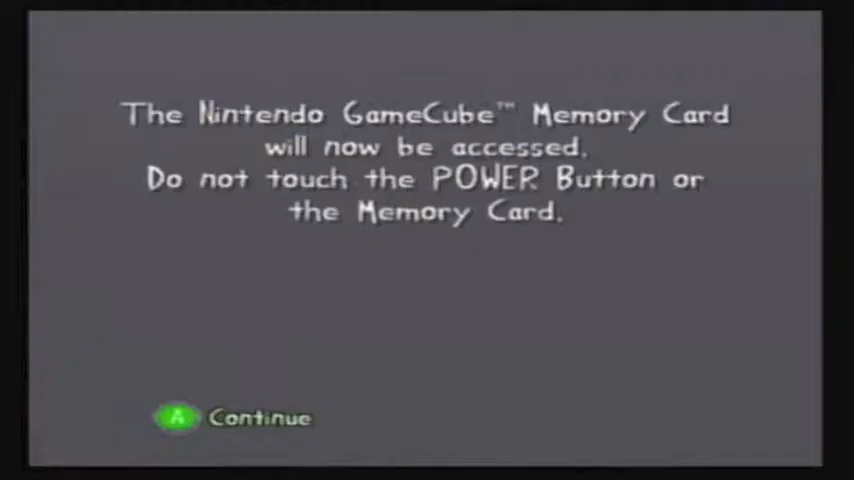 The Nintendo GameCube™ Memory Card
will now be accessed.
Do not touch the POWER Button or
the Memory Card.
A Continue